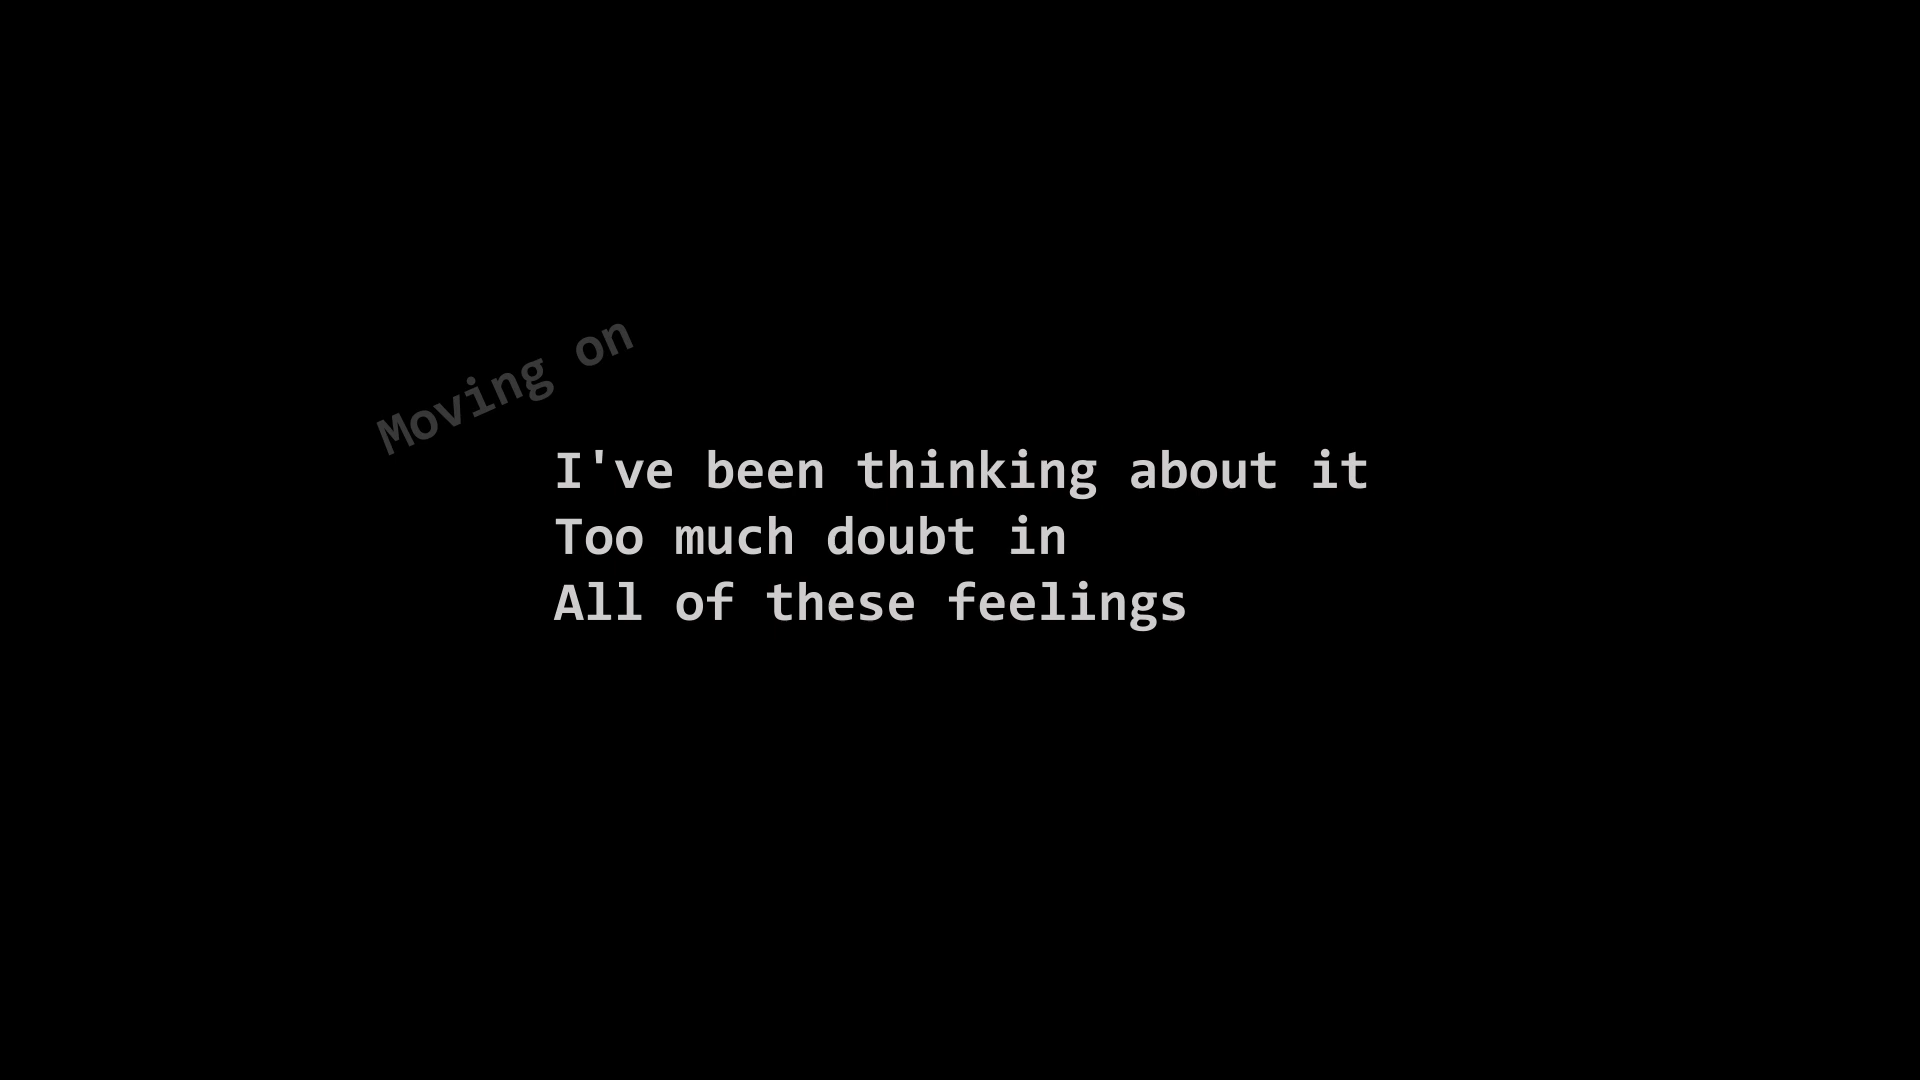 Moving on
I've been thinking about it
Too much doubt in
All of these feelings